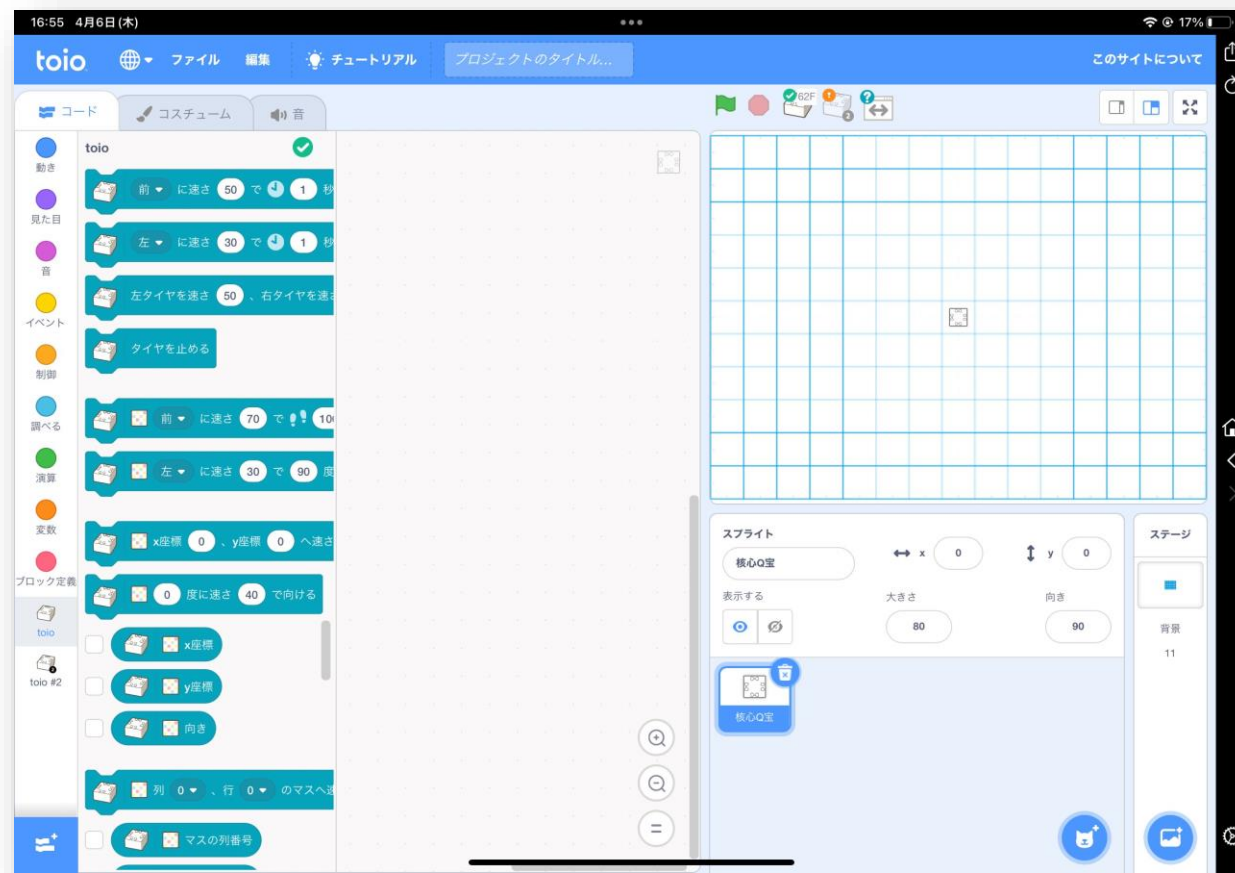 16:55 4月6日(木)
17%
toio
ファイル
編集
チュートリアル
プロジェクトのタイトル...
このサイトについて
コード
コスチューム
音
62F
2
動き
見た目
音
イベント
制御
調べる
演算
変数
ブロック定義
toio
toio #2
toio
前 に速さ 50 で 1 秒
左 に速さ 30 で 1 秒
左タイヤを速さ 50 、右タイヤを速さ
タイヤを止める
前 に速さ 70 で 100
左 に速さ 30 で 90 度
x座標 0 、y座標 0 へ速さ
0 度に速さ 40 で向ける
x座標
y座標
向き
列 0 、行 0 のマスへ速
マスの列番号
スプライト
核心Q宝
x 0
y 0
表示する
大きさ
80
向き
90
核心Q宝
ステージ
背景
11